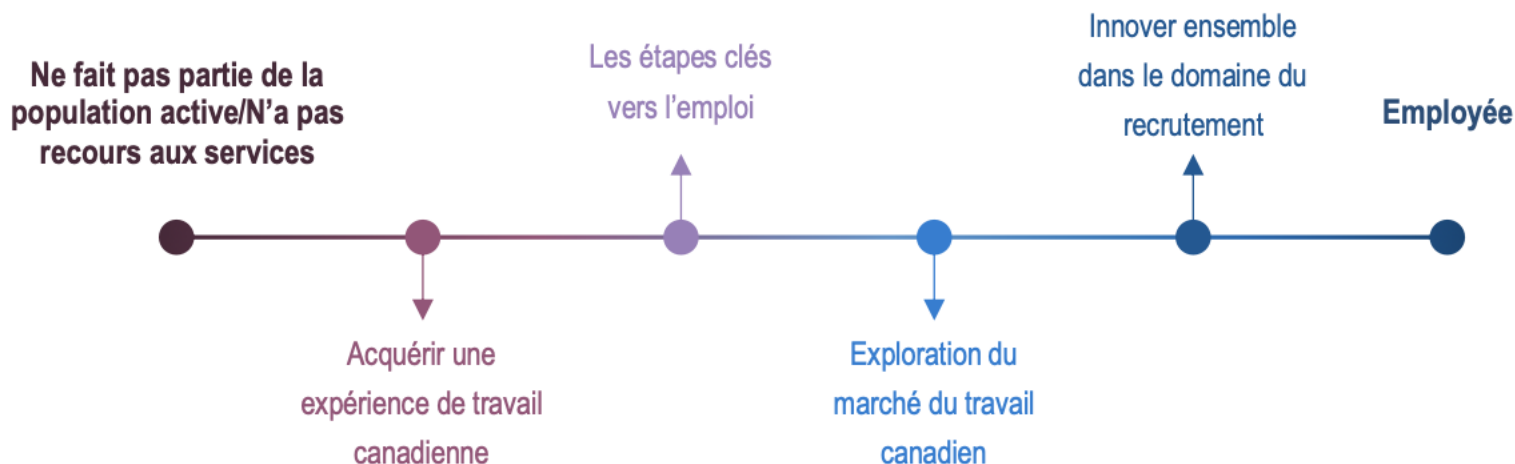 Ne fait pas partie de la
population active/N’a pas
recours aux services
Acquérir une
expérience de travail
canadienne
Les étapes clés
vers l’emploi
Exploration du
marché du travail
canadien
Innover ensemble
dans le domaine du
recrutement
Employée